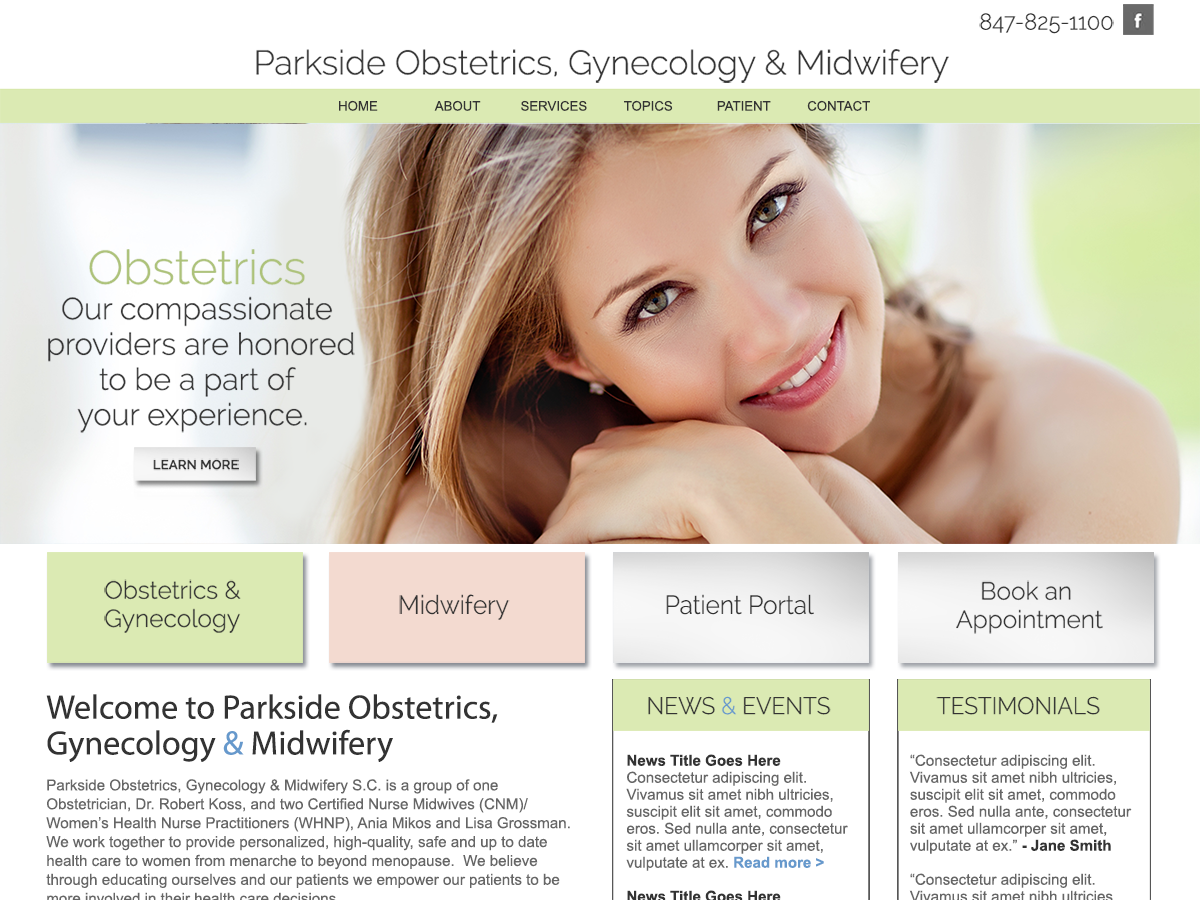 847-825-1100
f
Parkside Obstetrics, Gynecology & Midwifery
HOME ABOUT SERVICES TOPICS PATIENT CONTACT
Obstetrics
Our compassionate
providers are honored
to be a part of
your experience.
LEARN MORE
Obstetrics &
Gynecology
Midwifery
Patient Portal
Book an
Appointment
Welcome to Parkside Obstetrics,
Gynecology & Midwifery
Parkside Obstetrics, Gynecology & Midwifery S.C. is a group of one
Obstetrician, Dr. Robert Koss, and two Certified Nurse Midwives (CNM)/
Women’s Health Nurse Practitioners (WHNP), Ania Mikos and Lisa Grossman.
We work together to provide personalized, high-quality, safe and up to date
health care to women from menarche to beyond menopause.  We believe
through educating ourselves and our patients we empower our patients to be
more involved in their health care decisions.
NEWS & EVENTS
News Title Goes Here
Consectetur adipiscing elit.
Vivamus sit amet nibh ultricies,
suscipit elit sit amet, commodo
eros. Sed nulla ante, consectetur
sit amet ullamcorper sit amet,
vulputate at ex. Read more >
News Title Goes Here
TESTIMONIALS
“Consectetur adipiscing elit.
Vivamus sit amet nibh ultricies,
suscipit elit sit amet, commodo
eros. Sed nulla ante, consectetur
sit amet ullamcorper sit amet,
vulputate at ex.” - Jane Smith
“Consectetur adipiscing elit.
Vivamus sit amet nibh ultricies,